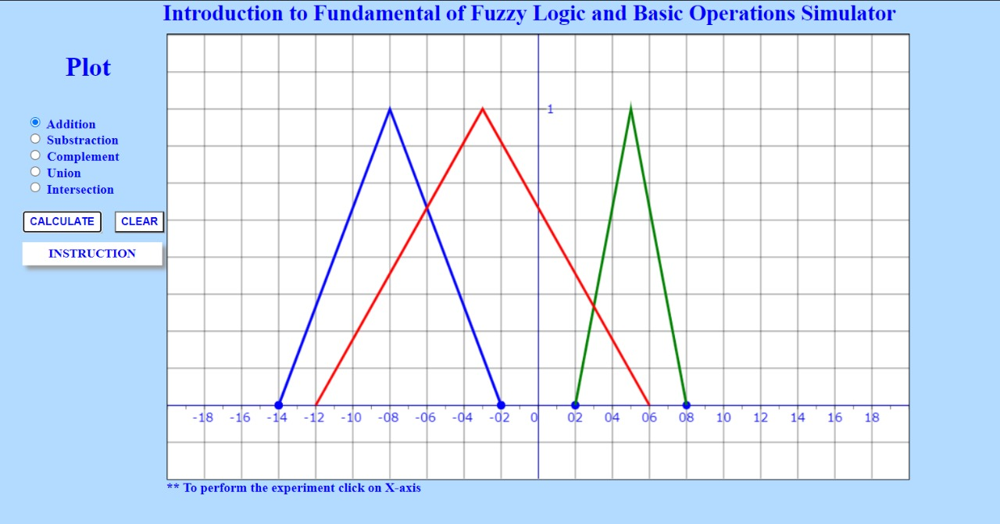 Introduction to Fundamental of Fuzzy Logic and Basic Operations Simulator
Plot
Addition
Substraction
Complement
Union
Intersection
CALCULATE CLEAR
INSTRUCTION
1
-18 -16 -14 -12 -10 -08 -06 -04 -02 0 02 04 06 08 10 12 14 16 18
** To perform the experiment click on X-axis